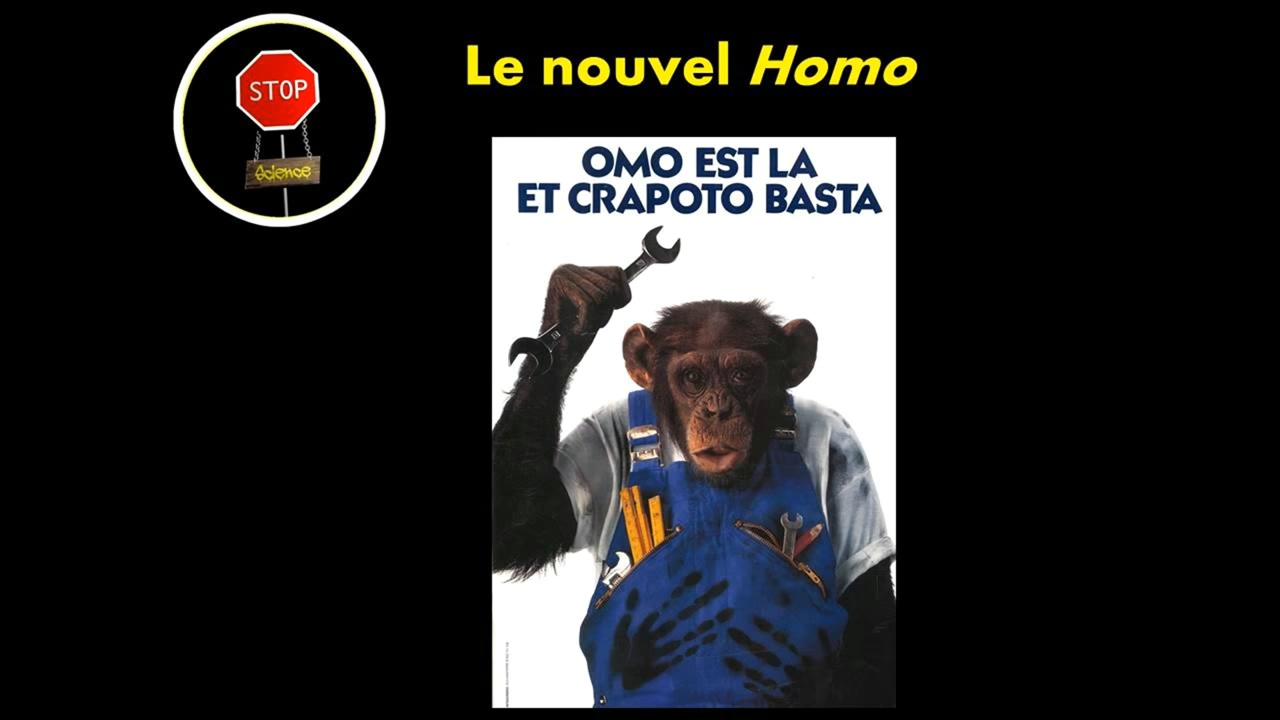 STOP
Science
Le nouvel Homo
OMO EST LA
ET CRAPOTO BASTA